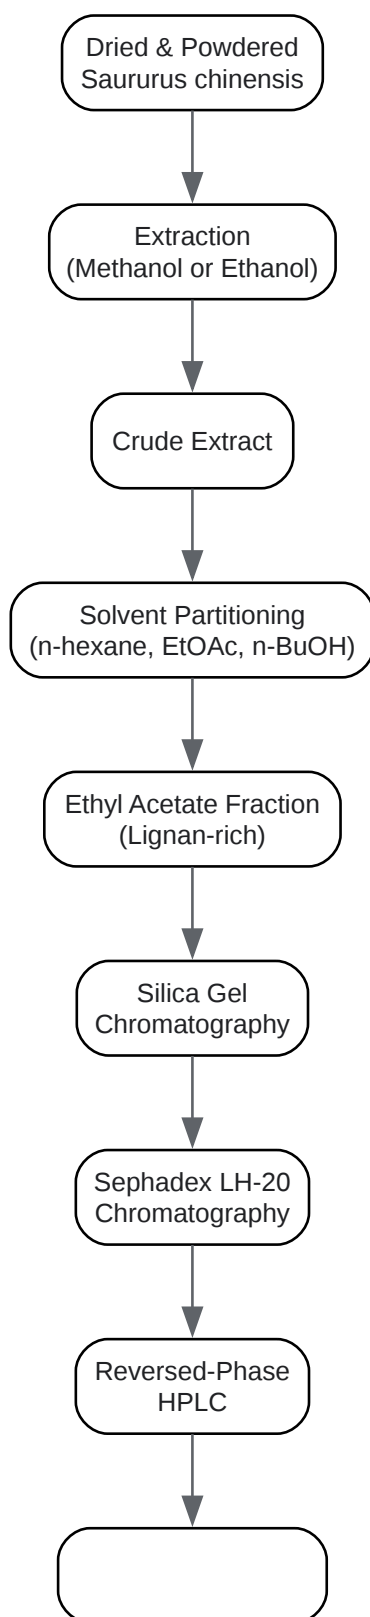 Dried & Powdered
Saururus chinensis
Extraction
(Methanol or Ethanol)
Crude Extract
Solvent Partitioning
(n-hexane, EtOAc, n-BuOH)
Ethyl Acetate Fraction
(Lignan-rich)
Silica Gel
Chromatography
Sephadex LH-20
Chromatography
Reversed-Phase
HPLC